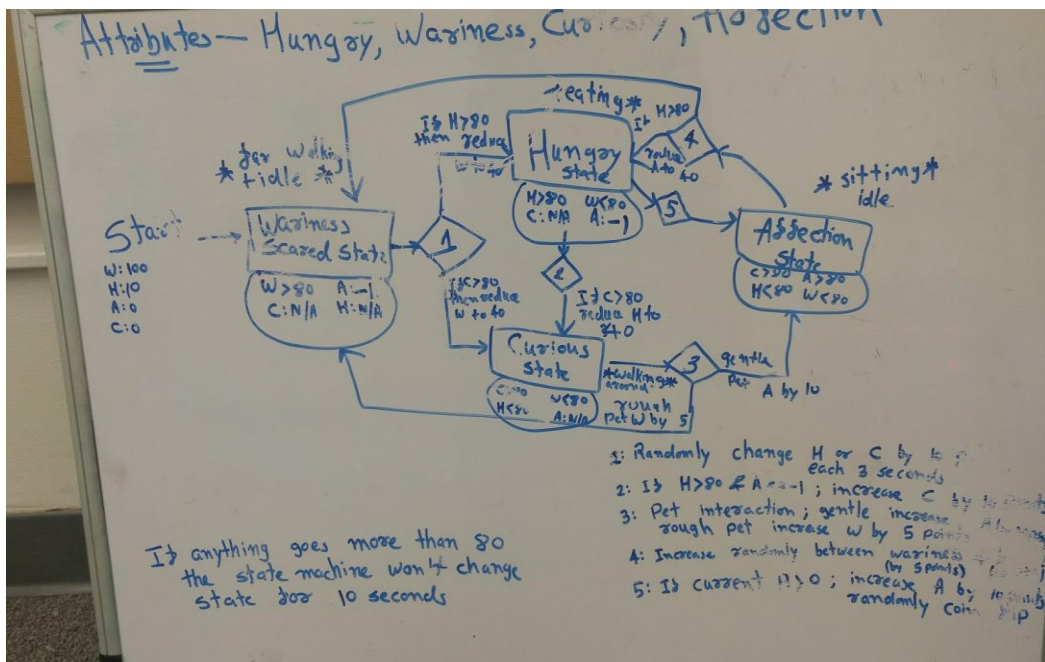 Attributes — Hungry, Wariness, Curiosity, Affection
*eating*
If H>80
then reduce
W to 40
If H>80
4
reduce
A to 40
* far walking
+ idle *
Hungry
state
H>80 W<80
C:N/A A:-1
5
* sitting *
idle
Start
W:100
H:10
A:0
C:0
Wariness
Scared State
W>80 A:-1
C:N/A H:N/A
1
Affection
State
C>80 A>80
H<80 W<80
2
If C>80
then reduce
W to 40
If C>80
reduce H to
40
Curious
state
W<80
H<80 A:N/A
*walking
around*
3
gentle
pet A by 10
rough
Pet W by 5
1: Randomly change H or C by 10
each 3 seconds
2: If H>80 & A==-1; increase C by 10
3: Pet interaction; gentle increase A
rough pet increase W by 5 points
4: Increase randomly between wariness
(by 5 points)
5: If current >0; increase A by
randomly coin flip
If anything goes more than 80
the state machine won't change
state for 10 seconds